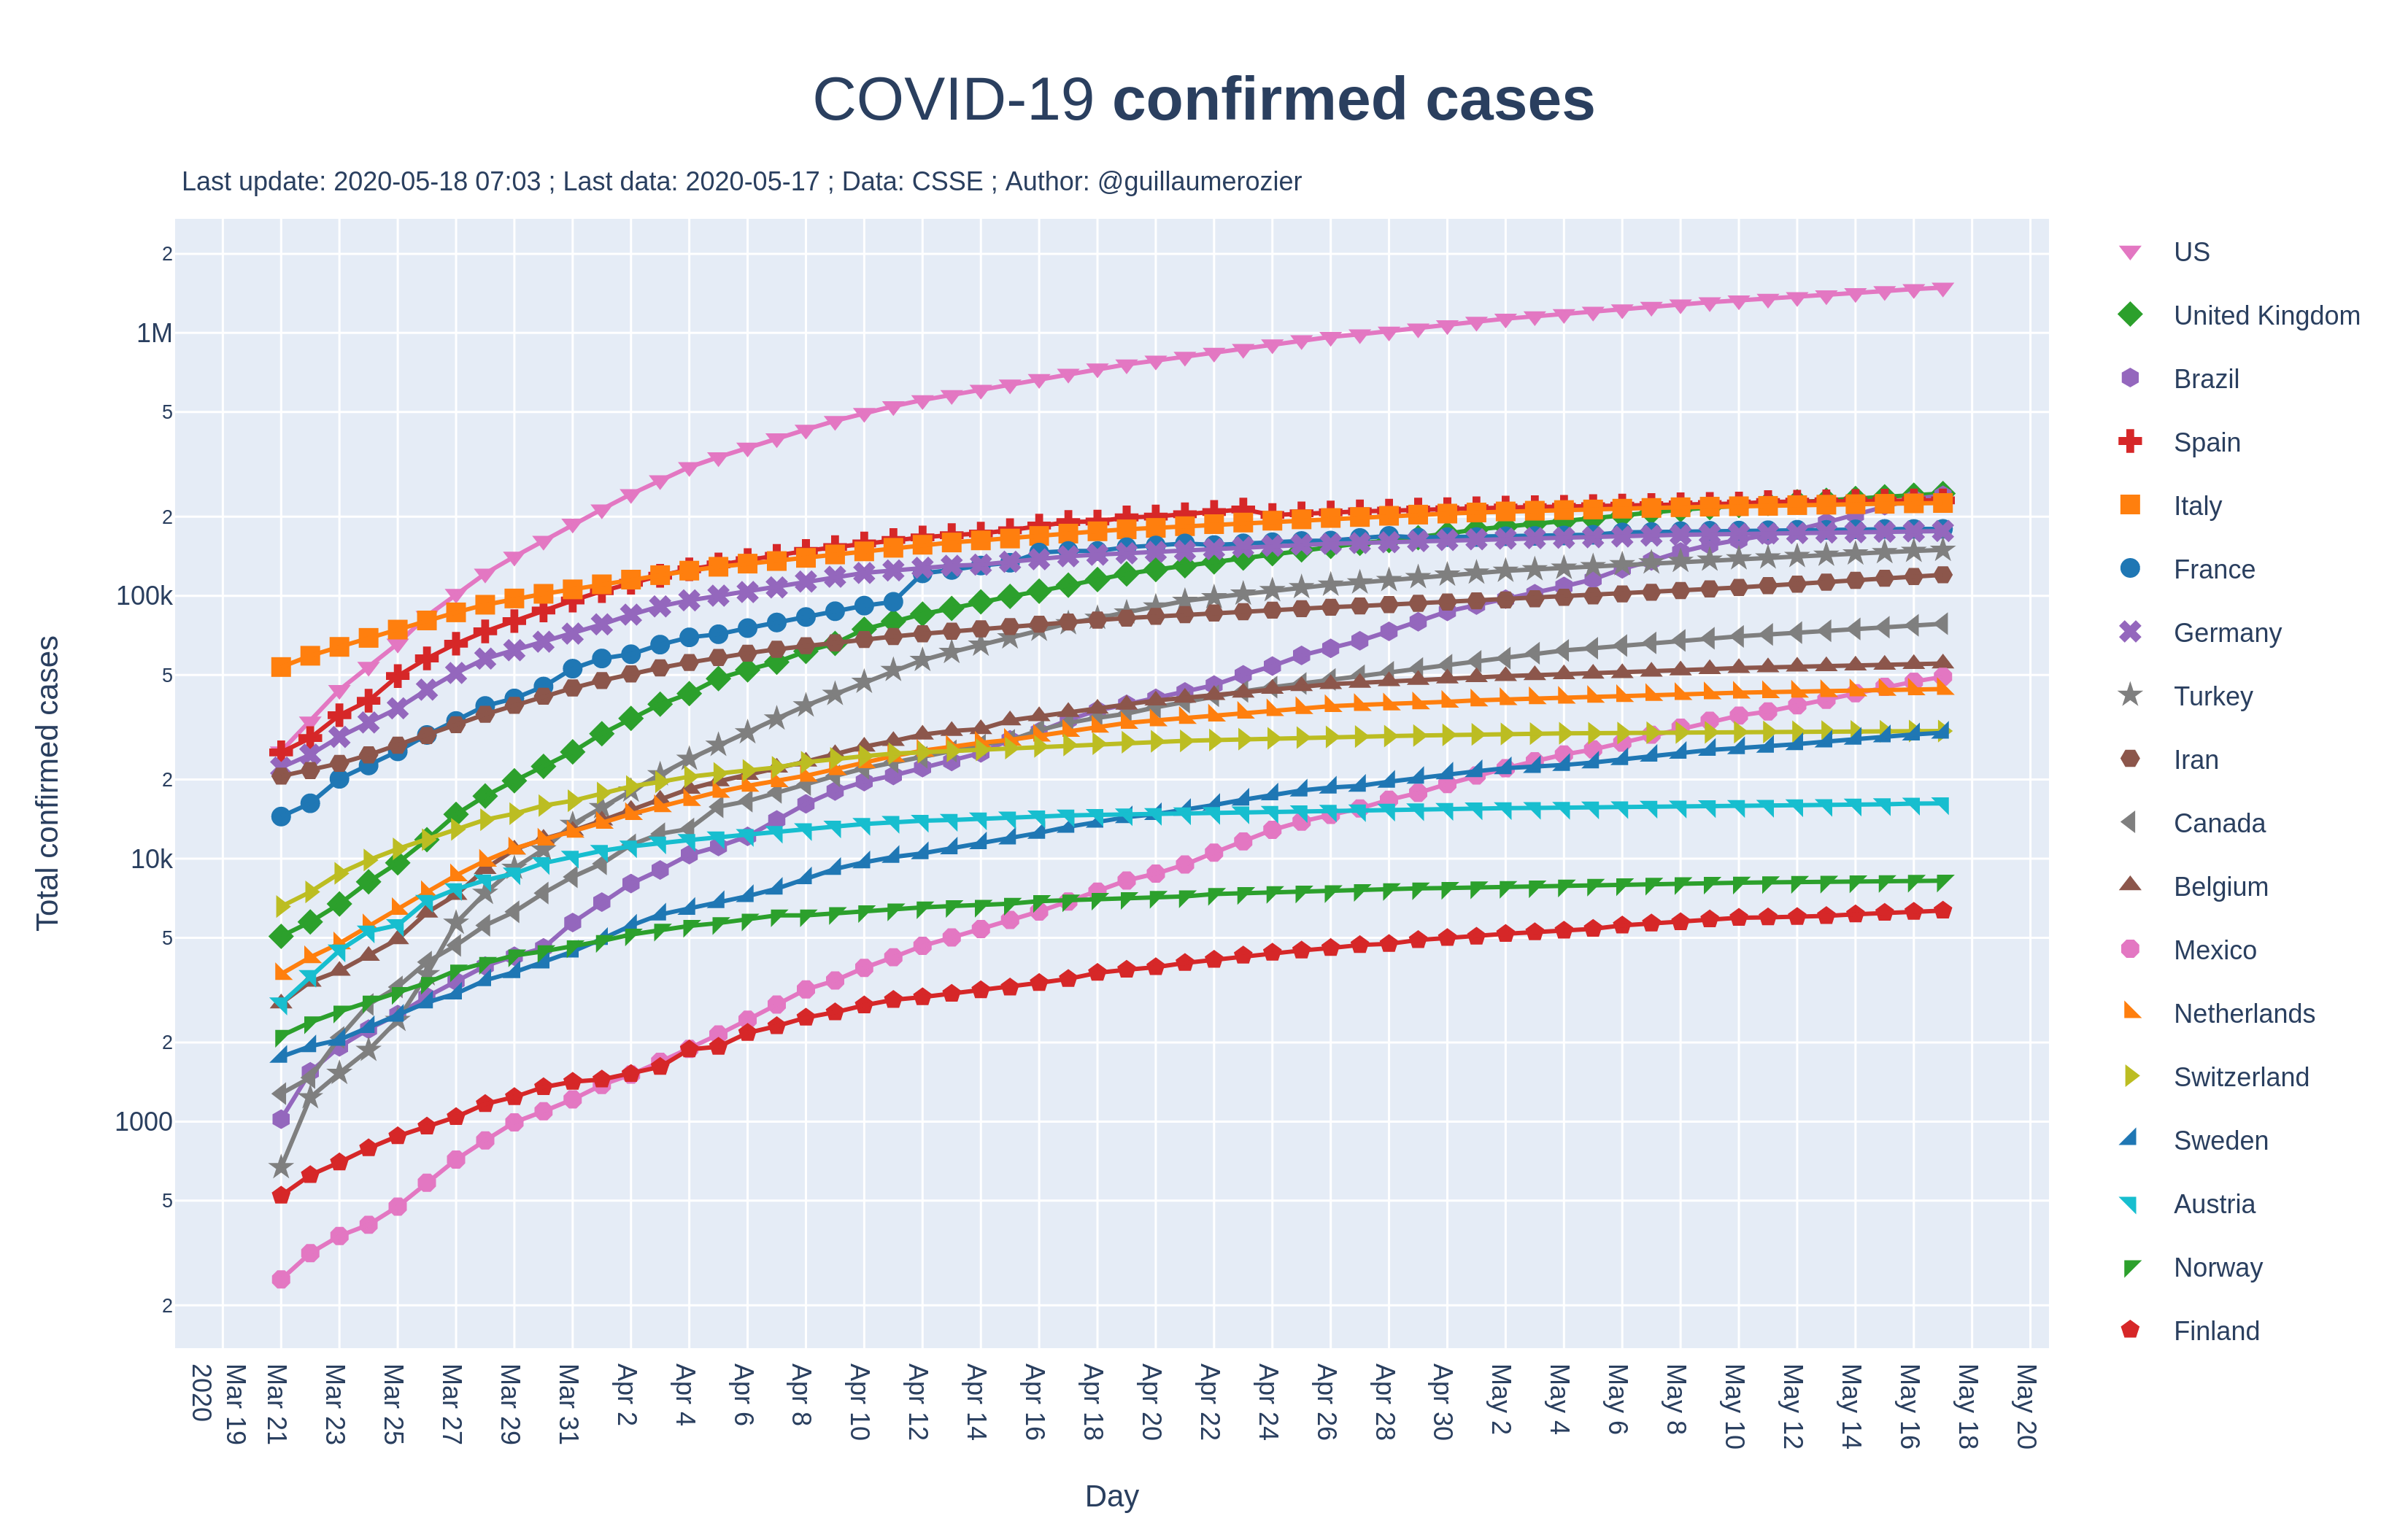 COVID-19 confirmed cases
Last update: 2020-05-18 07:03 ; Last data: 2020-05-17 ; Data: CSSE ; Author: @guillaumerozier
2
1M
5
2
100k
5
2
10k
5
2
1000
5
2
Total confirmed cases
Mar 19
2020
Mar 21
Mar 23
Mar 25
Mar 27
Mar 29
Mar 31
Apr 2
Apr 4
Apr 6
Apr 8
Apr 10
Apr 12
Apr 14
Apr 16
Apr 18
Apr 20
Apr 22
Apr 24
Apr 26
Apr 28
Apr 30
May 2
May 4
May 6
May 8
May 10
May 12
May 14
May 16
May 18
May 20
Day
US
United Kingdom
Brazil
Spain
Italy
France
Germany
Turkey
Iran
Canada
Belgium
Mexico
Netherlands
Switzerland
Sweden
Austria
Norway
Finland